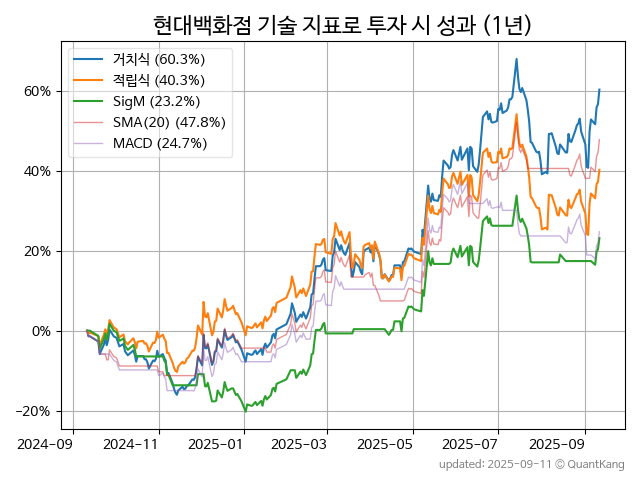 현대백화점 기술 지표로 투자 시 성과 (1년)
거치식 (60.3%)
적립식 (40.3%)
SigM (23.2%)
SMA(20) (47.8%)
MACD (24.7%)
60%
40%
20%
0%
−20%
2024-09
2024-11
2025-01
2025-03
2025-05
2025-07
2025-09
updated: 2025-09-11 © QuantKang